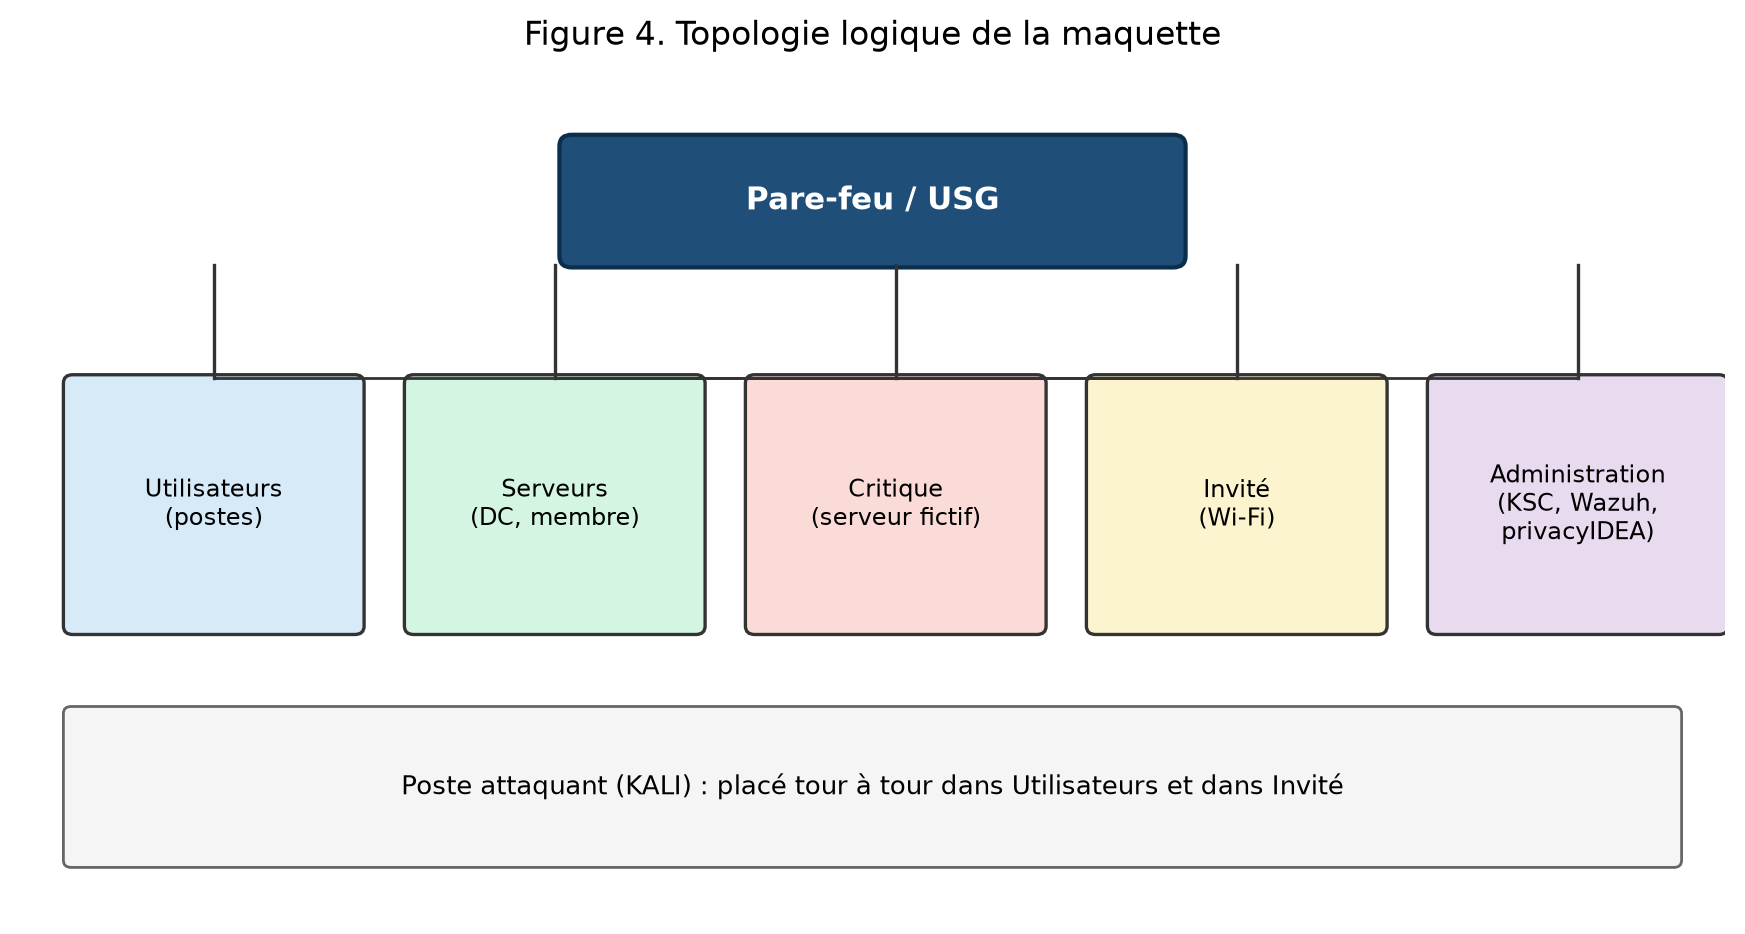 Figure 4. Topologie logique de la maquette
Pare-feu / USG
Utilisateurs
(postes)
Serveurs
(DC, membre)
Critique
(serveur fictif)
Invité
(Wi-Fi)
Administration
(KSC, Wazuh,
privacyIDEA)
Poste attaquant (KALI) : placé tour à tour dans Utilisateurs et dans Invité